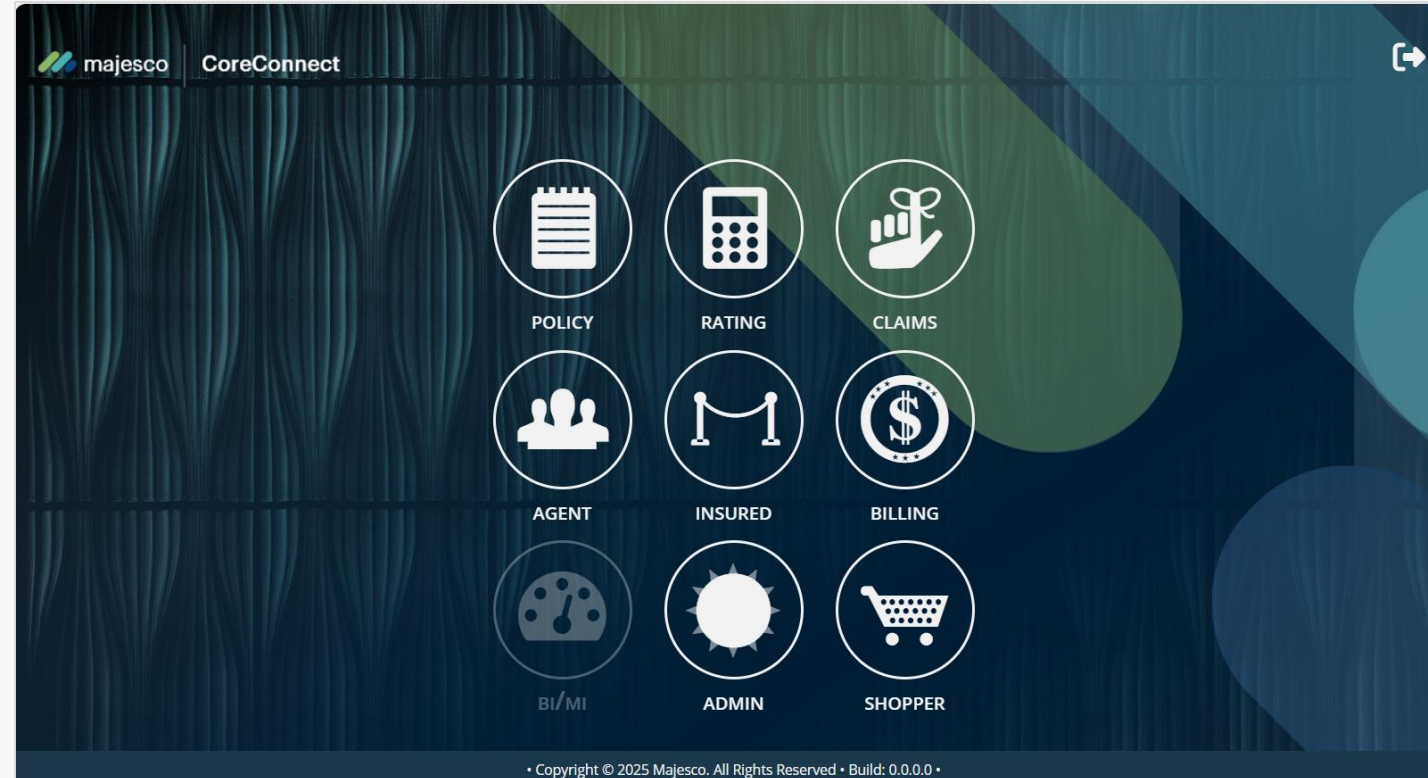 majesco CoreConnect
POLICY RATING CLAIMS
AGENT INSURED BILLING
BI/MI ADMIN SHOPPER
• Copyright © 2025 Majesco. All Rights Reserved • Build: 0.0.0.0 •